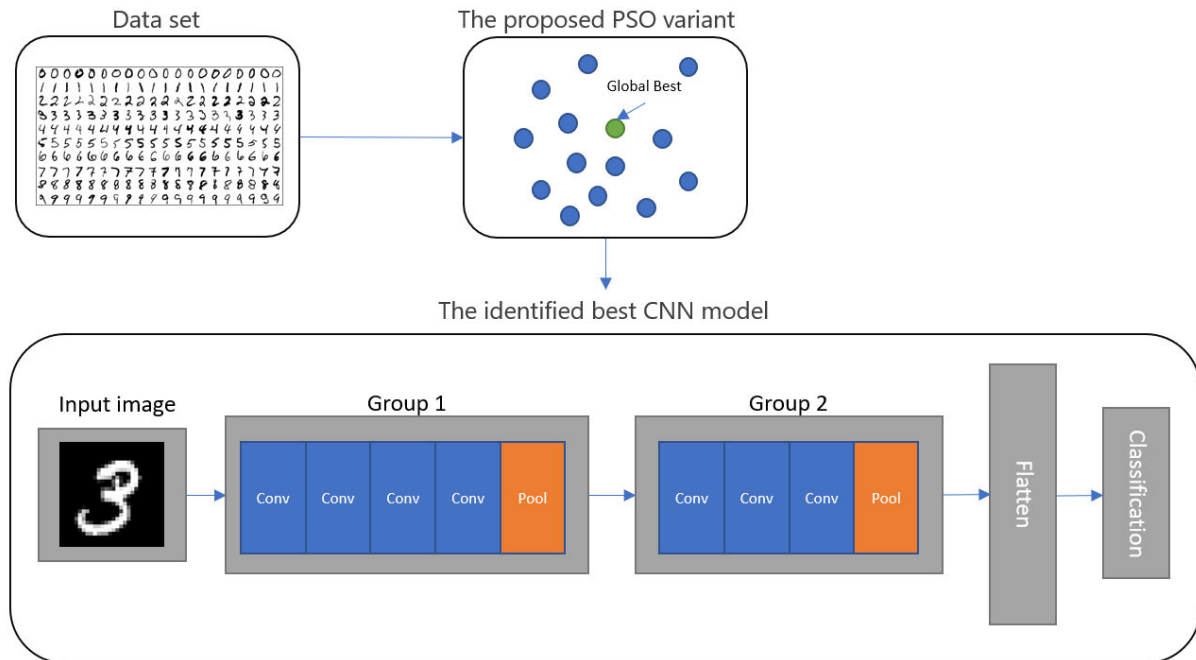 Data set
The proposed PSO variant
Global Best
The identified best CNN model
Input image
Group 1
Group 2
Conv
Conv
Conv
Conv
Pool
Conv
Conv
Conv
Pool
Flatten
Classification
3